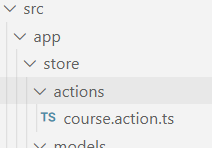 src
app
store
actions
TS course.action.ts
models